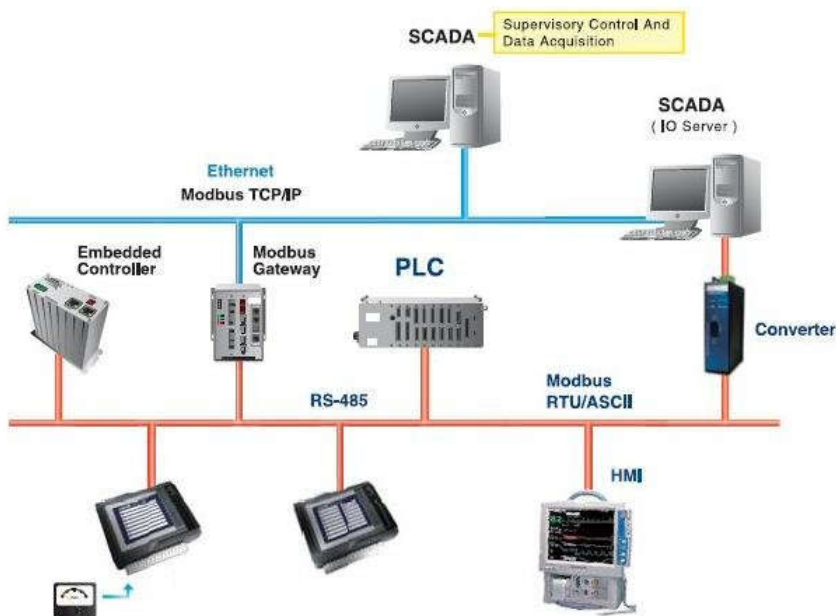 SCADA
Supervisory Control And
Data Acquisition
SCADA
( IO Server )
Ethernet
Modbus TCP/IP
Embedded
Controller
Modbus
Gateway
PLC
Converter
RS-485
Modbus
RTU/ASCII
HMI